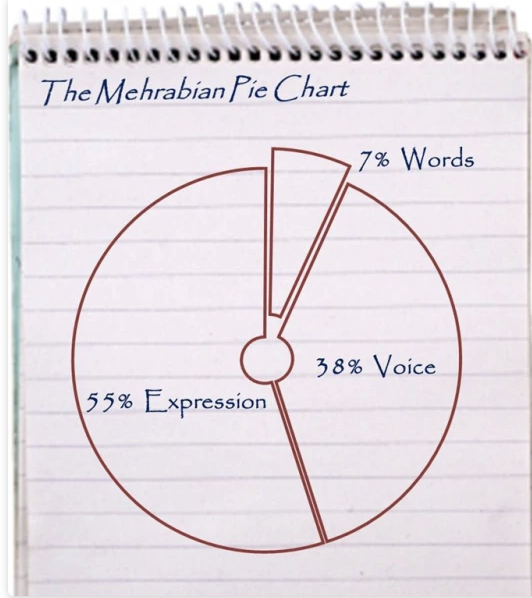 The Mehrabian Pie Chart
7% Words
38% Voice
55% Expression